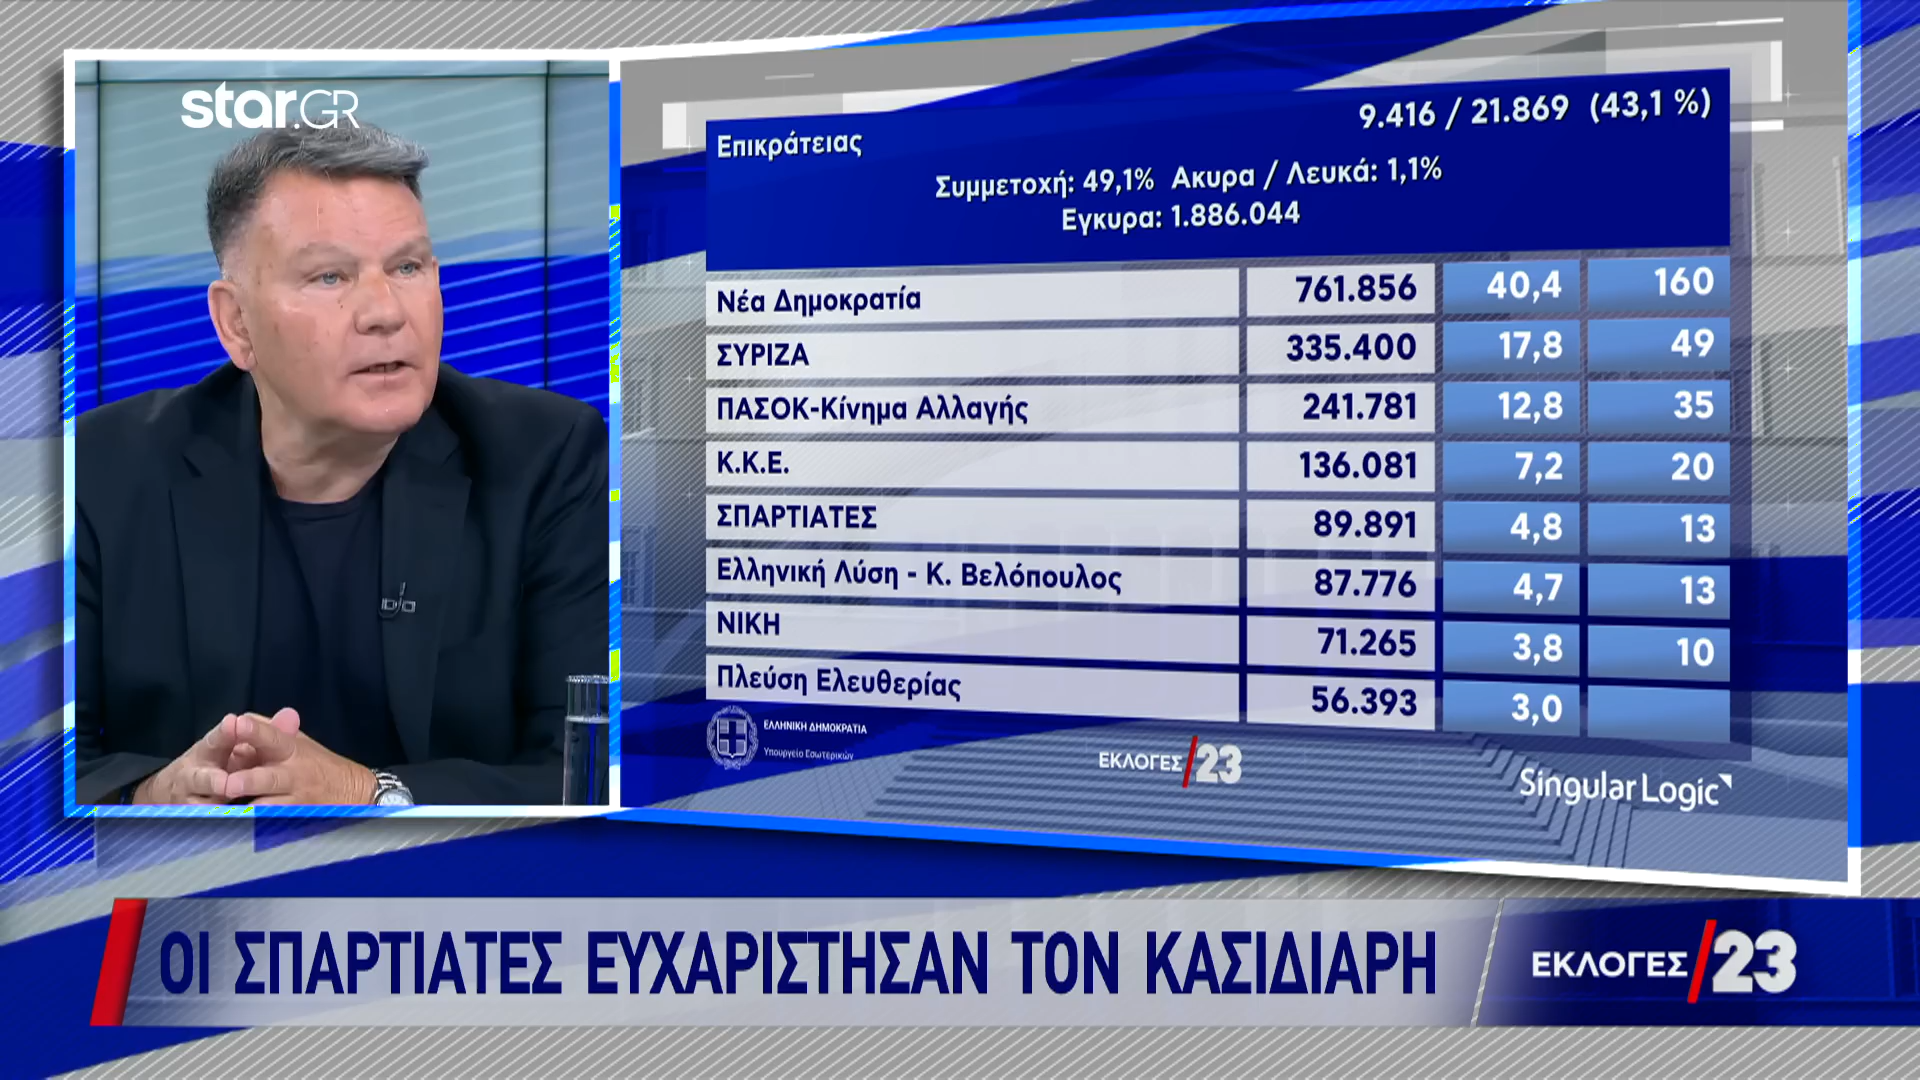 star.GR
9.416 / 21.869 (43,1 %)
Επικράτειας
Συμμετοχή: 49,1% Ακυρα / Λευκά: 1,1%
Εγκυρα: 1.886.044
Νέα Δημοκρατία 761.856 40,4 160
ΣΥΡΙΖΑ 335.400 17,8 49
ΠΑΣΟΚ-Κίνημα Αλλαγής 241.781 12,8 35
Κ.Κ.Ε. 136.081 7,2 20
ΣΠΑΡΤΙΑΤΕΣ 89.891 4,8 13
Ελληνική Λύση - Κ. Βελόπουλος 87.776 4,7 13
ΝΙΚΗ 71.265 3,8 10
Πλεύση Ελευθερίας 56.393 3,0
ΕΛΛΗΝΙΚΗ ΔΗΜΟΚΡΑΤΙΑ
Υπουργείο Εσωτερικών
ΕΚΛΟΓΕΣ/23
SingularLogic
ΟΙ ΣΠΑΡΤΙΑΤΕΣ ΕΥΧΑΡΙΣΤΗΣΑΝ ΤΟΝ ΚΑΣΙΔΙΑΡΗ
ΕΚΛΟΓΕΣ/23